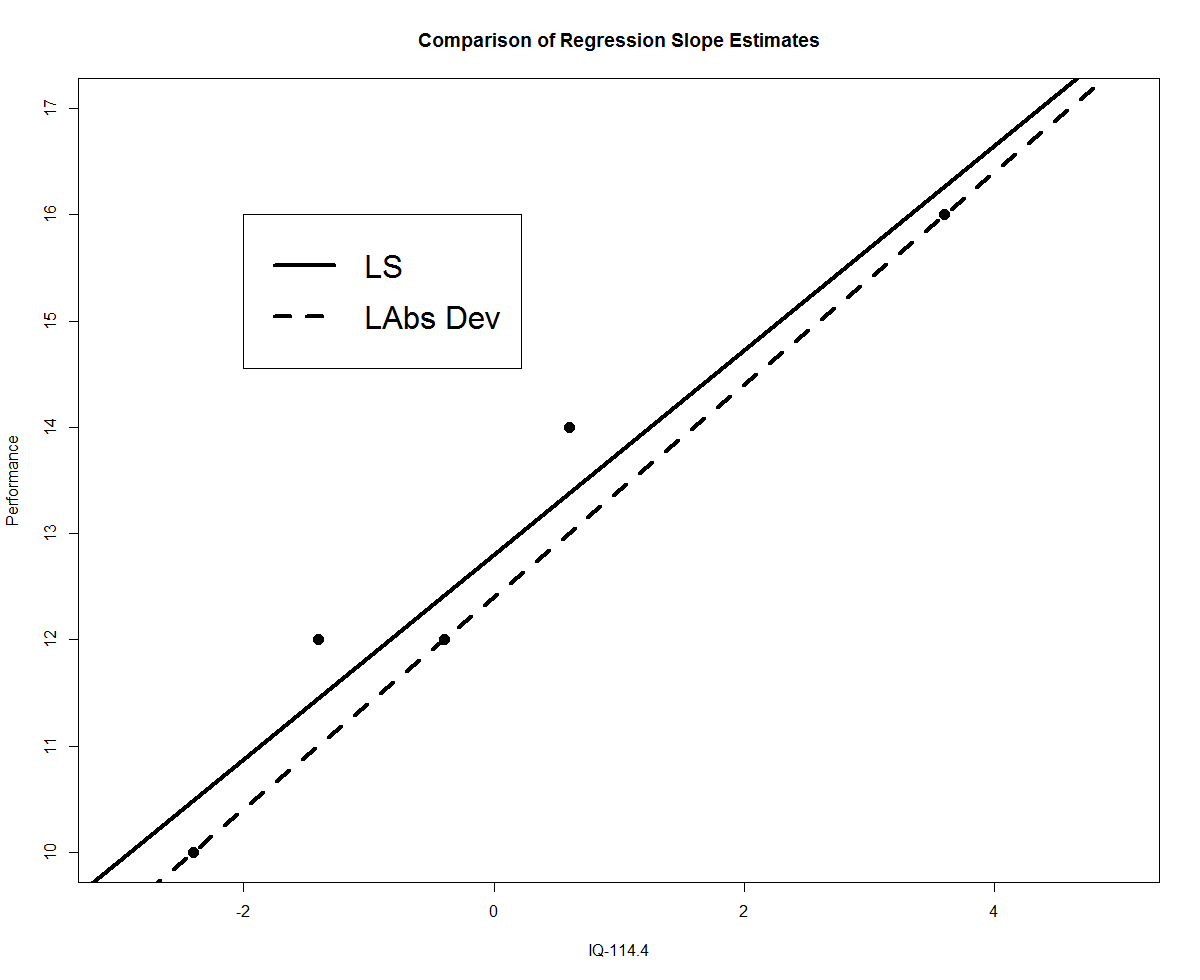 Comparison of Regression Slope Estimates
17
16
15
14
13
12
11
10
Performance
LS
LAbs Dev
-2
0
2
4
IQ-114.4